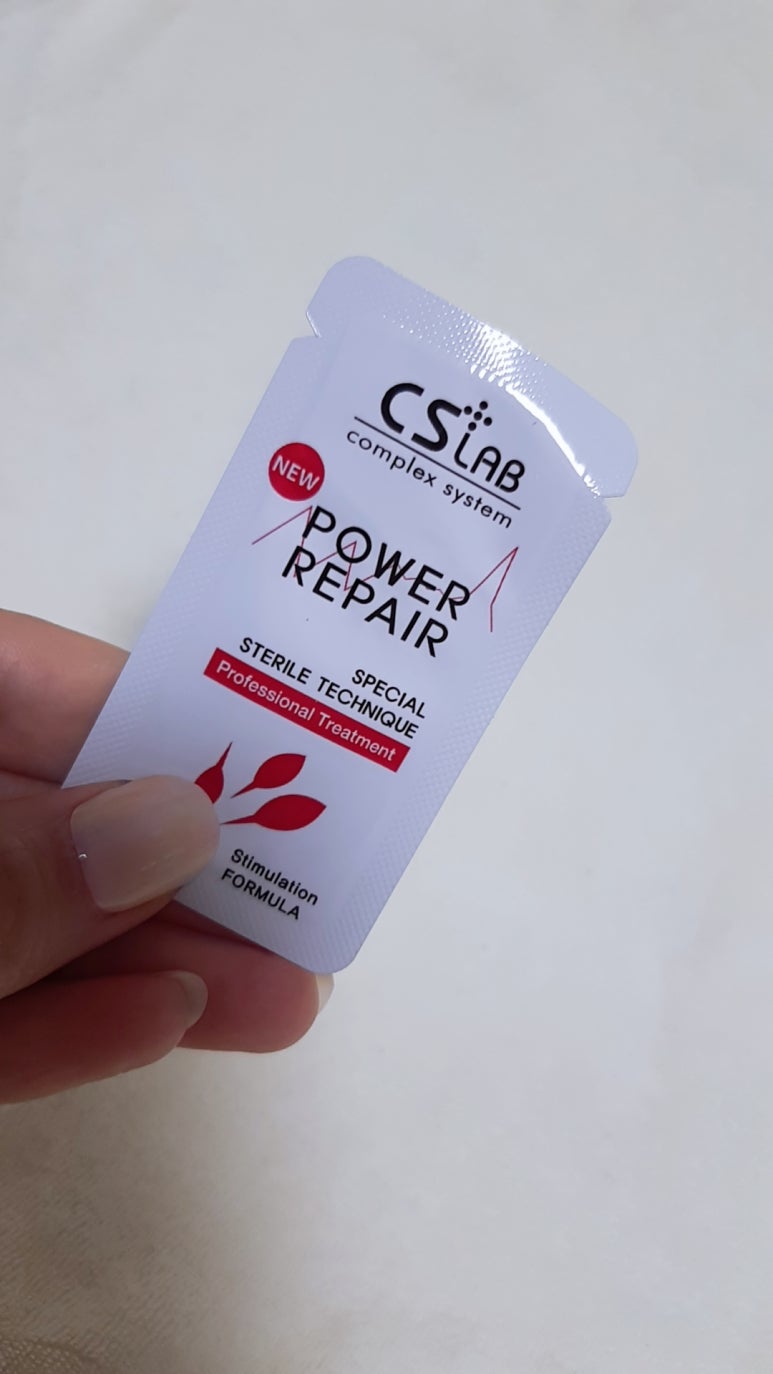 CS LAB
complex system
NEW
POWER
REPAIR
SPECIAL
STERILE TECHNIQUE
Professional Treatment
Stimulation
FORMULA